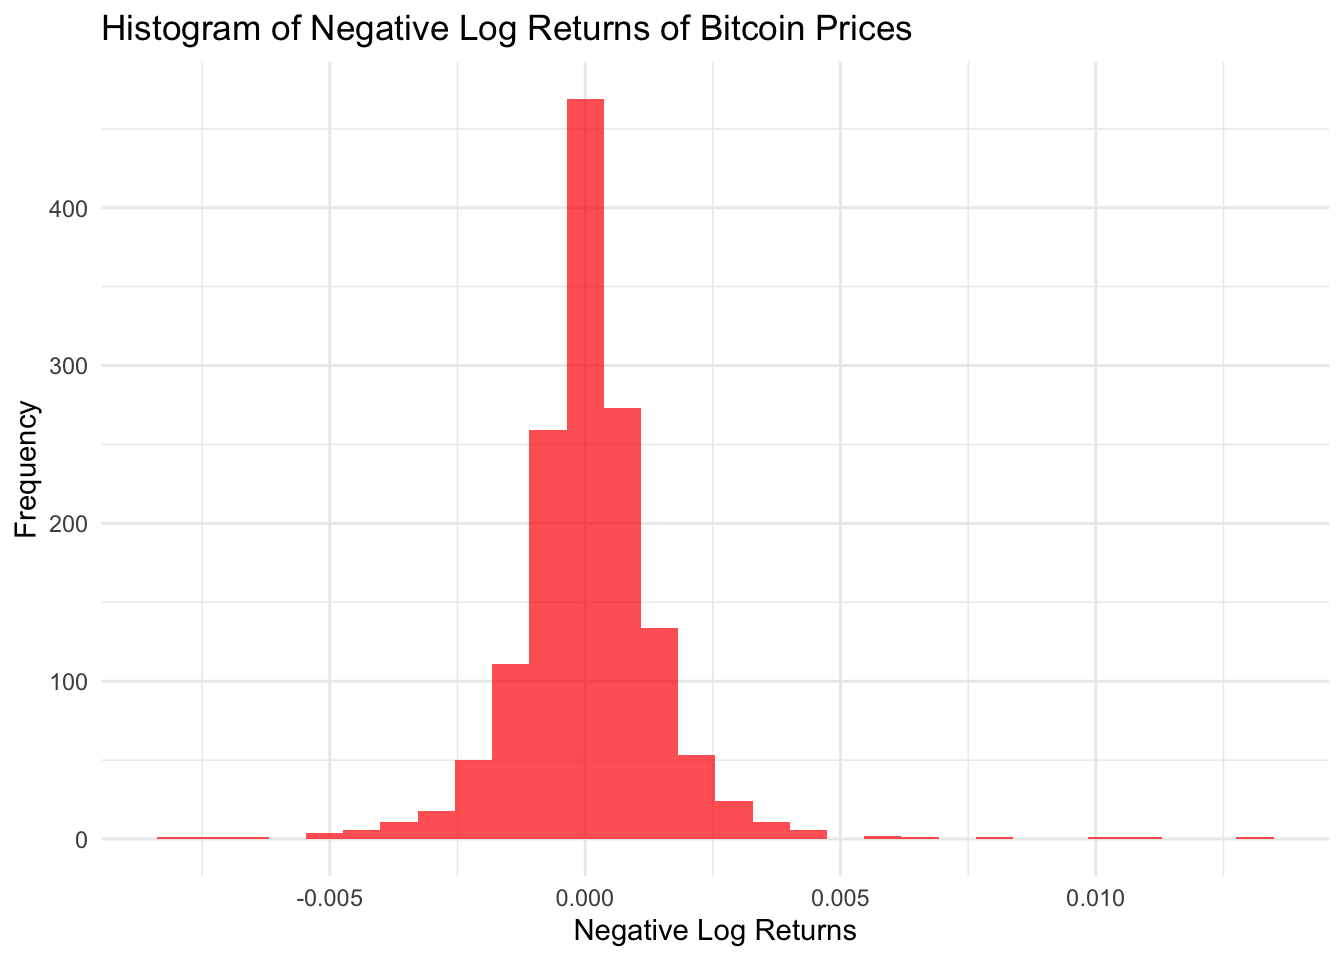 Histogram of Negative Log Returns of Bitcoin Prices
Frequency
400
300
200
100
0
-0.005 0.000 0.005 0.010
Negative Log Returns